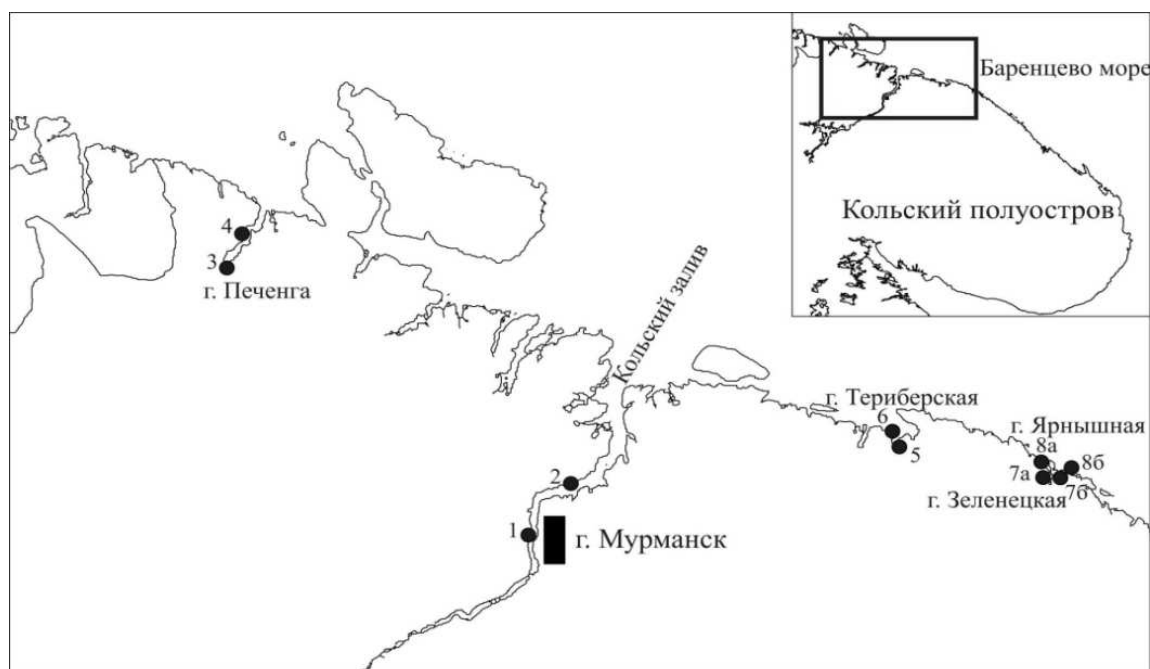 Баренцево море
Кольский полуостров
4
3
г. Печенга
Кольский залив
г. Териберская
6
5
г. Ярнышная
8а
8б
7а
7б
г. Зеленецкая
2
1
г. Мурманск